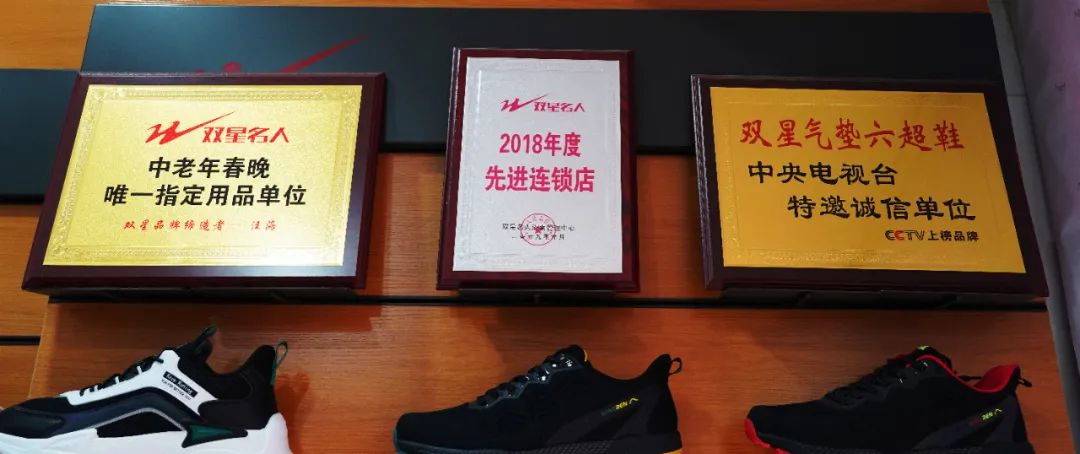 双星名人
中老年春晚
唯一指定用品单位
双星品牌缔造者 汪海
双星名人
2018年度
先进连锁店
双星气垫六超鞋
中央电视台
特邀诚信单位
CCTV上榜品牌